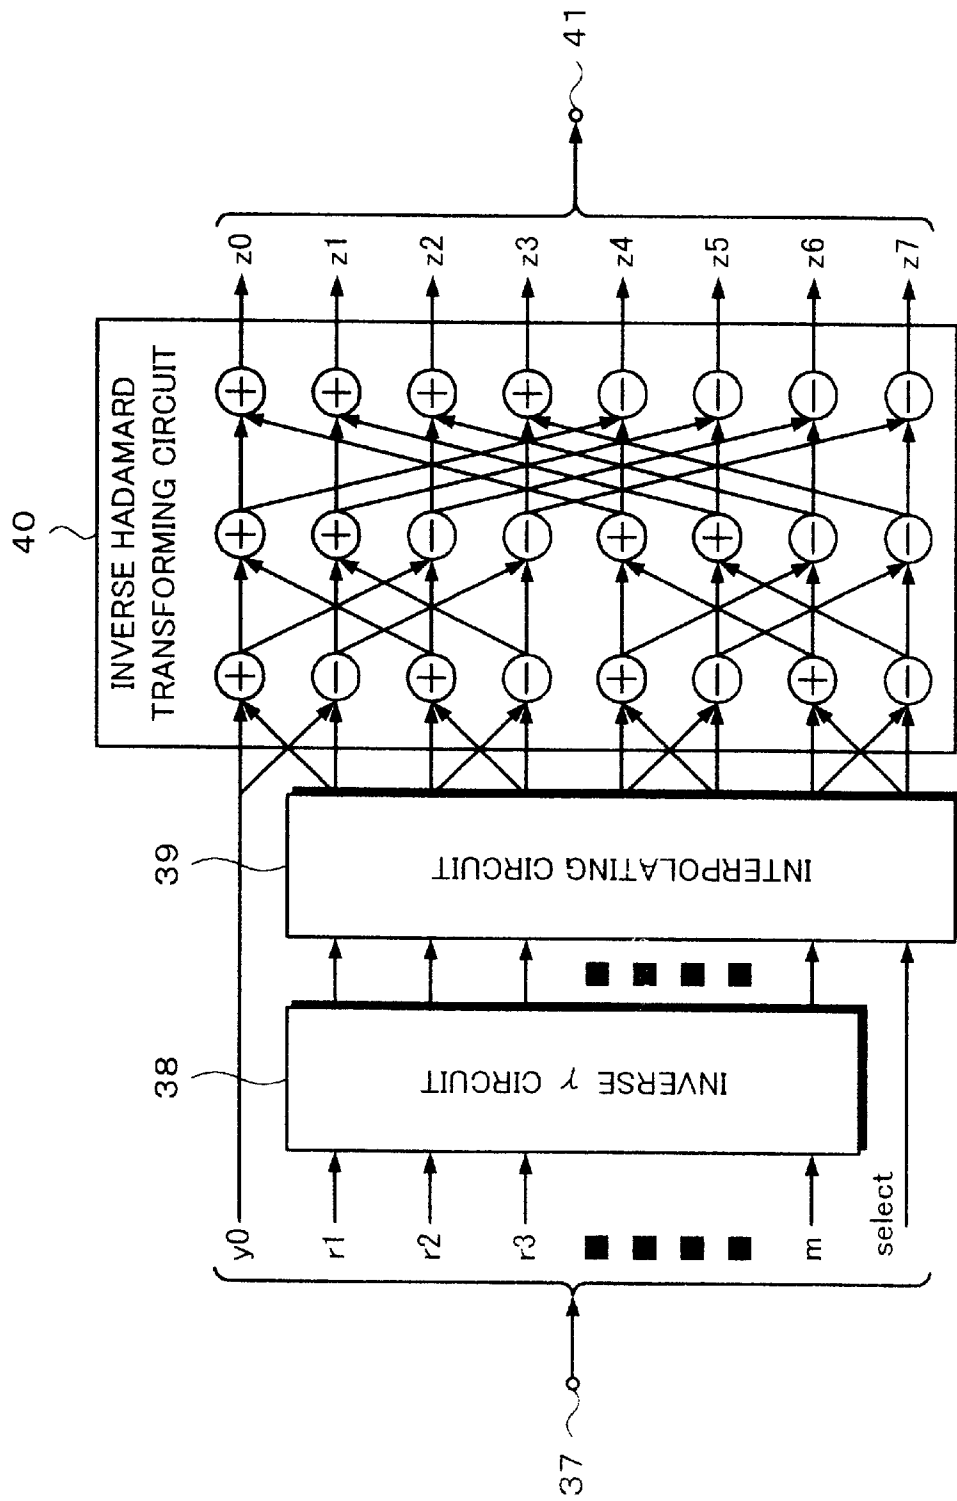 40
INVERSE HADAMARD
TRANSFORMING CIRCUIT
39
INTERPOLATING CIRCUIT
38
INVERSE γ CIRCUIT
y0
r1
r2
r3
m
select
37
+ + +
− + +
+ − +
− − +
+ + −
− + −
+ − −
− − −
z0
z1
z2
z3
z4
z5
z6
z7
41